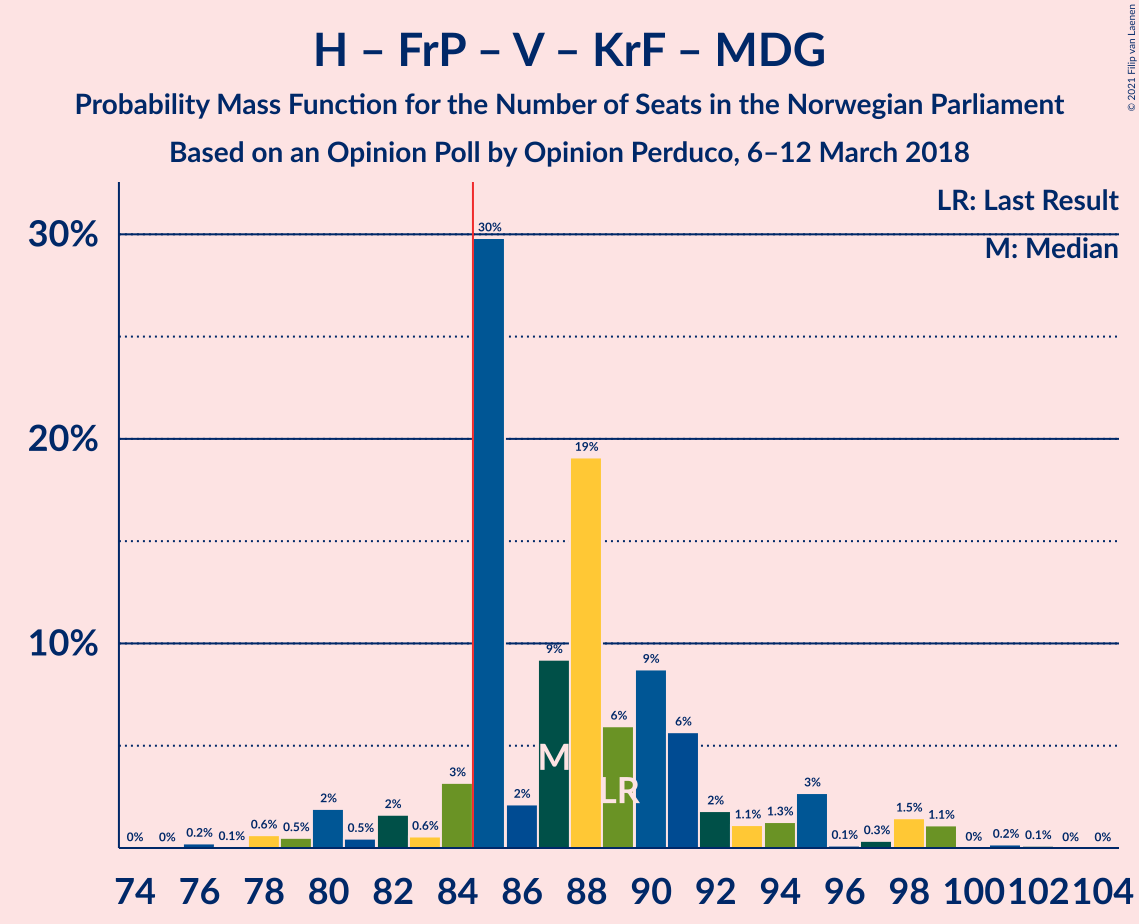 H – FrP – V – KrF – MDG
Probability Mass Function for the Number of Seats in the Norwegian Parliament
Based on an Opinion Poll by Opinion Perduco, 6–12 March 2018
© 2021 Filip van Laenen
LR: Last Result
M: Median
30%
20%
10%
0% 0% 0.2% 0.1% 0.6% 0.5% 2% 0.5% 2% 0.6% 3% 30% 2% 9% 19% 6% 9% 6% 2% 1.1% 1.3% 3% 0.1% 0.3% 1.5% 1.1% 0% 0.2% 0.1% 0% 0%
M
LR
74 76 78 80 82 84 86 88 90 92 94 96 98 100 102 104